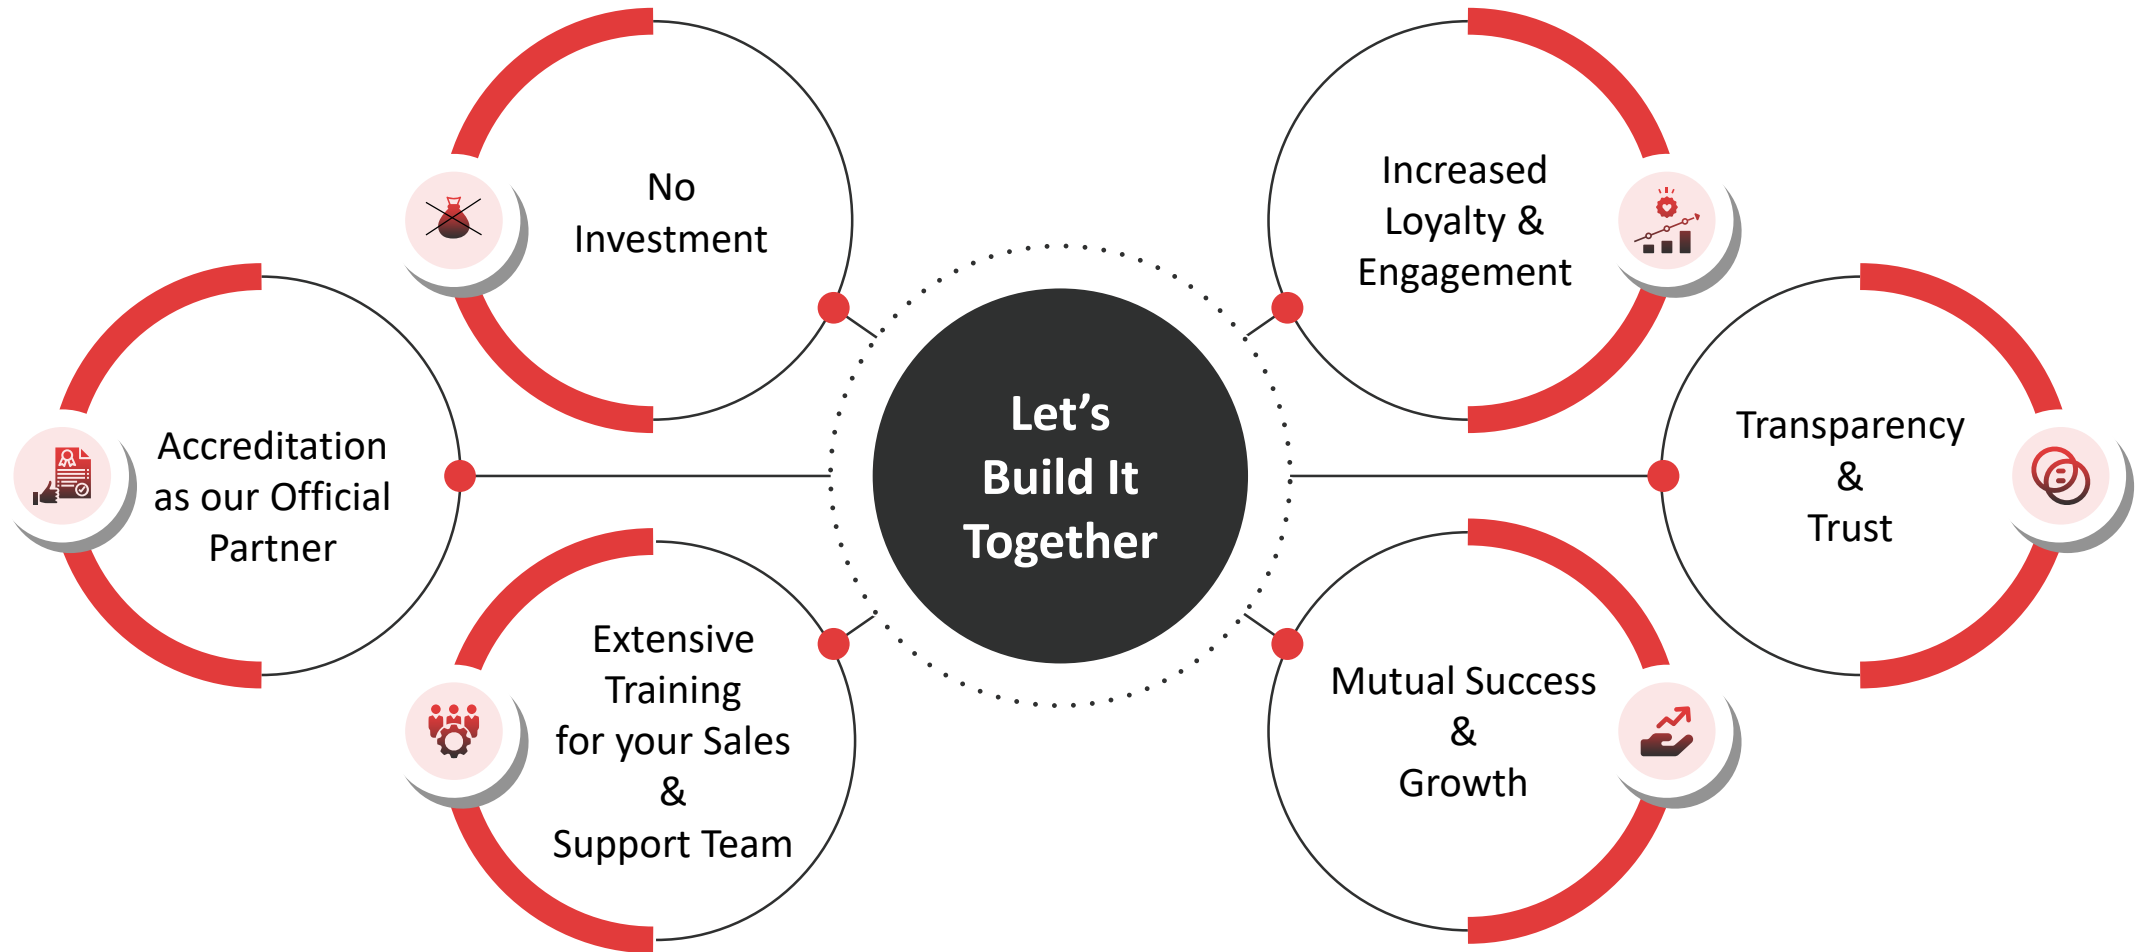 No
Investment
Increased
Loyalty &
Engagement
Accreditation
as our Official
Partner
Let’s
Build It
Together
Transparency
&
Trust
Extensive
Training
for your Sales
&
Support Team
Mutual Success
&
Growth